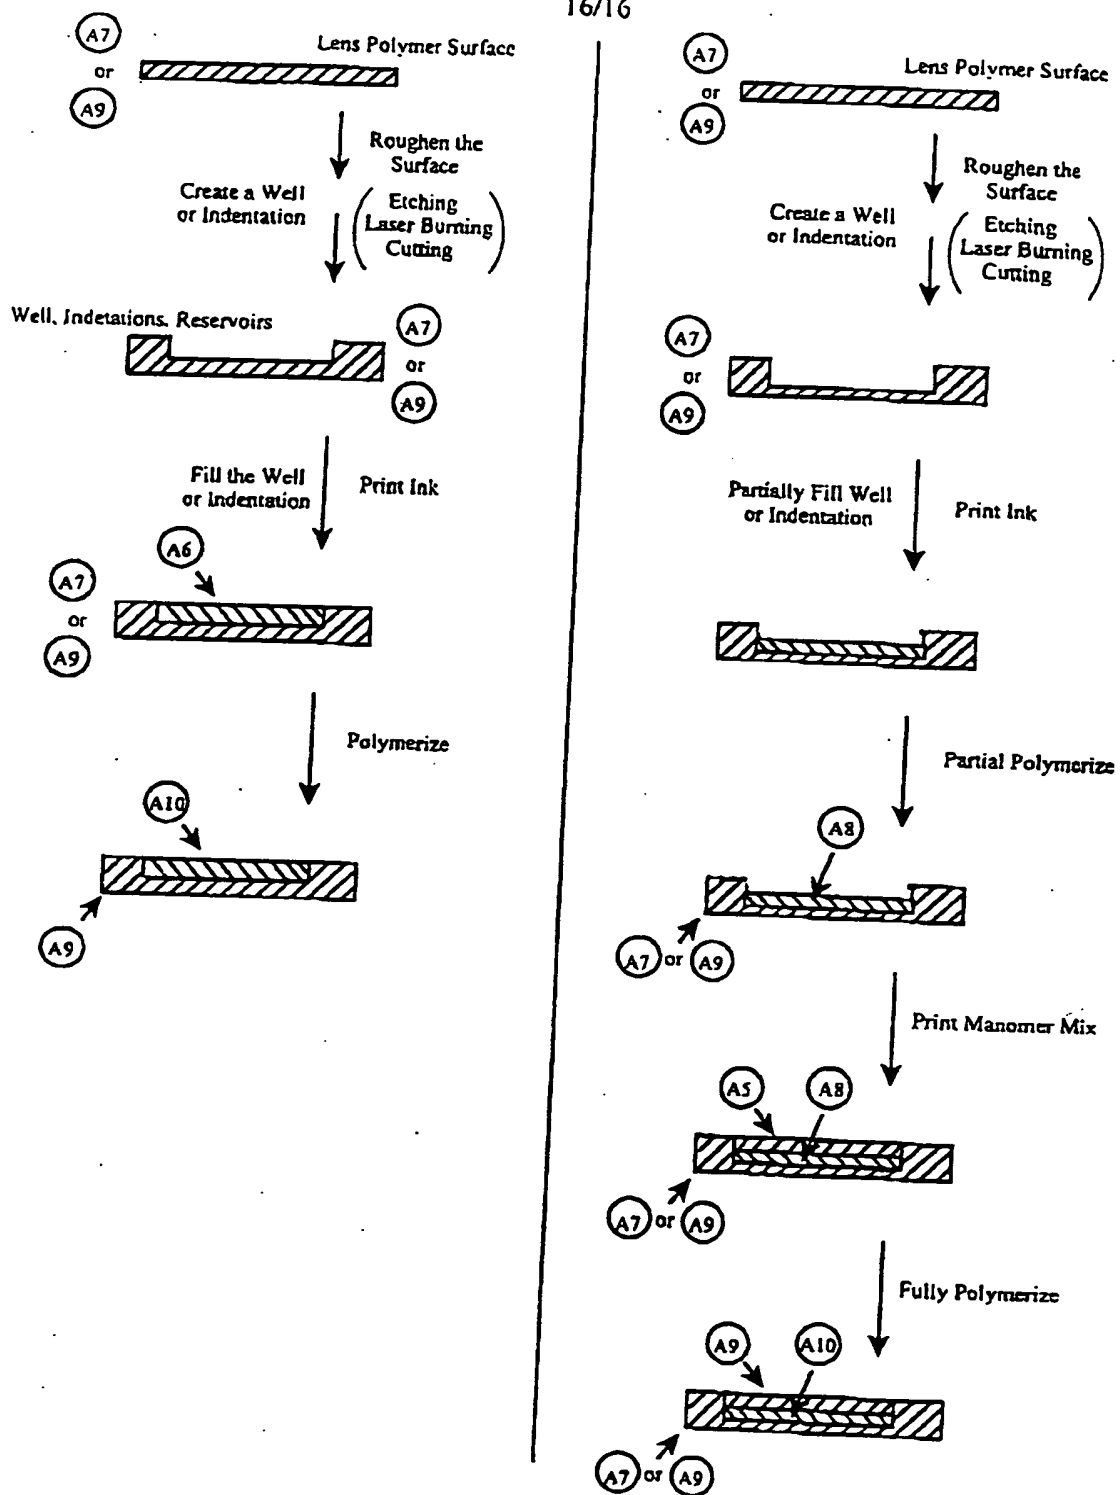 16/16
A7
or
A9
Lens Polymer Surface
Roughen the
Surface
Create a Well
or Indentation
Etching
Laser Burning
Cutting
Well, Indetations, Reservoirs
A7
or
A9
Fill the Well
or Indentation
Print Ink
A6
A7
or
A9
Polymerize
A10
A9
A7
or
A9
Lens Polymer Surface
Roughen the
Surface
Create a Well
or Indentation
Etching
Laser Burning
Cutting
A7
or
A9
Partially Fill Well
or Indentation
Print Ink
Partial Polymerize
A8
A7 or A9
Print Manomer Mix
A5 A8
A7 or A9
Fully Polymerize
A9 A10
A7 or A9